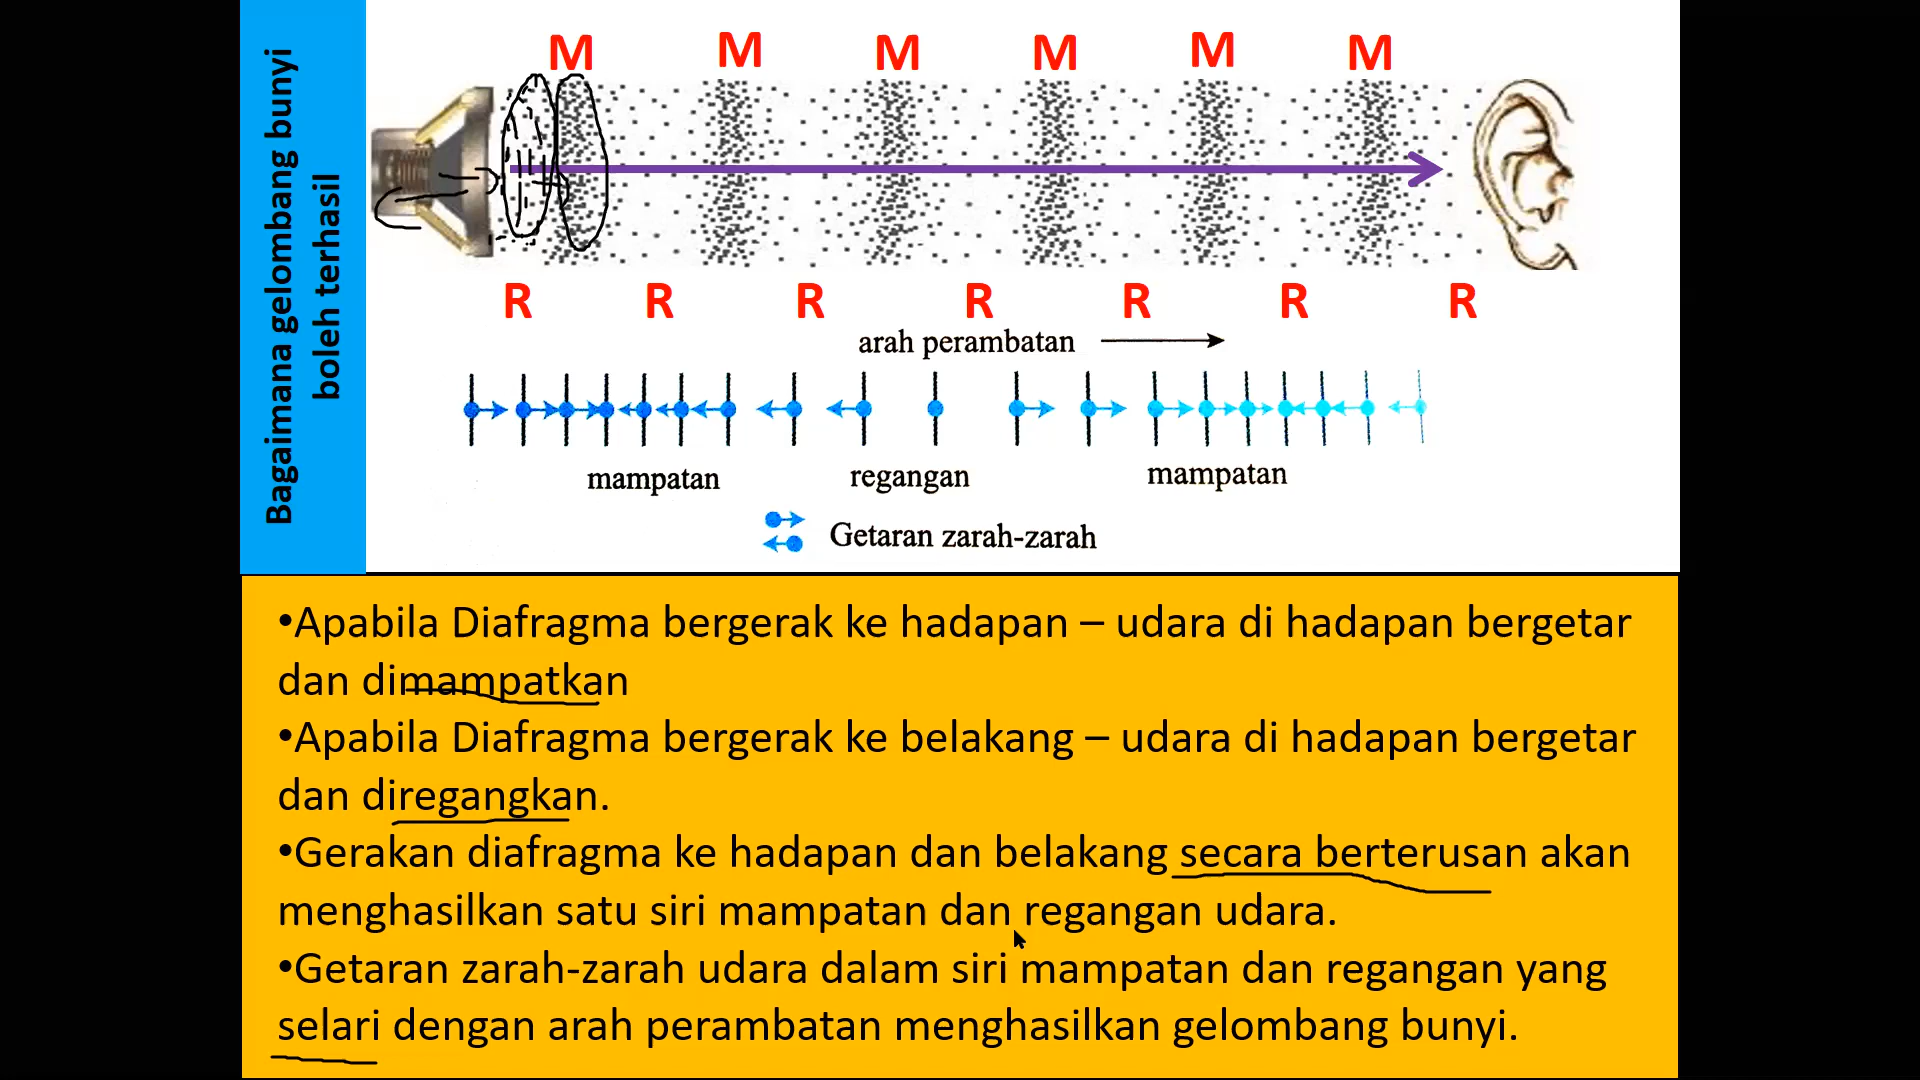 Bagaimana gelombang bunyi
boleh terhasil
M M M M M M
R R R R R R R
arah perambatan
mampatan regangan mampatan
Getaran zarah-zarah
•Apabila Diafragma bergerak ke hadapan – udara di hadapan bergetar
dan dimampatkan
•Apabila Diafragma bergerak ke belakang – udara di hadapan bergetar
dan diregangkan.
•Gerakan diafragma ke hadapan dan belakang secara berterusan akan
menghasilkan satu siri mampatan dan regangan udara.
•Getaran zarah-zarah udara dalam siri mampatan dan regangan yang
selari dengan arah perambatan menghasilkan gelombang bunyi.